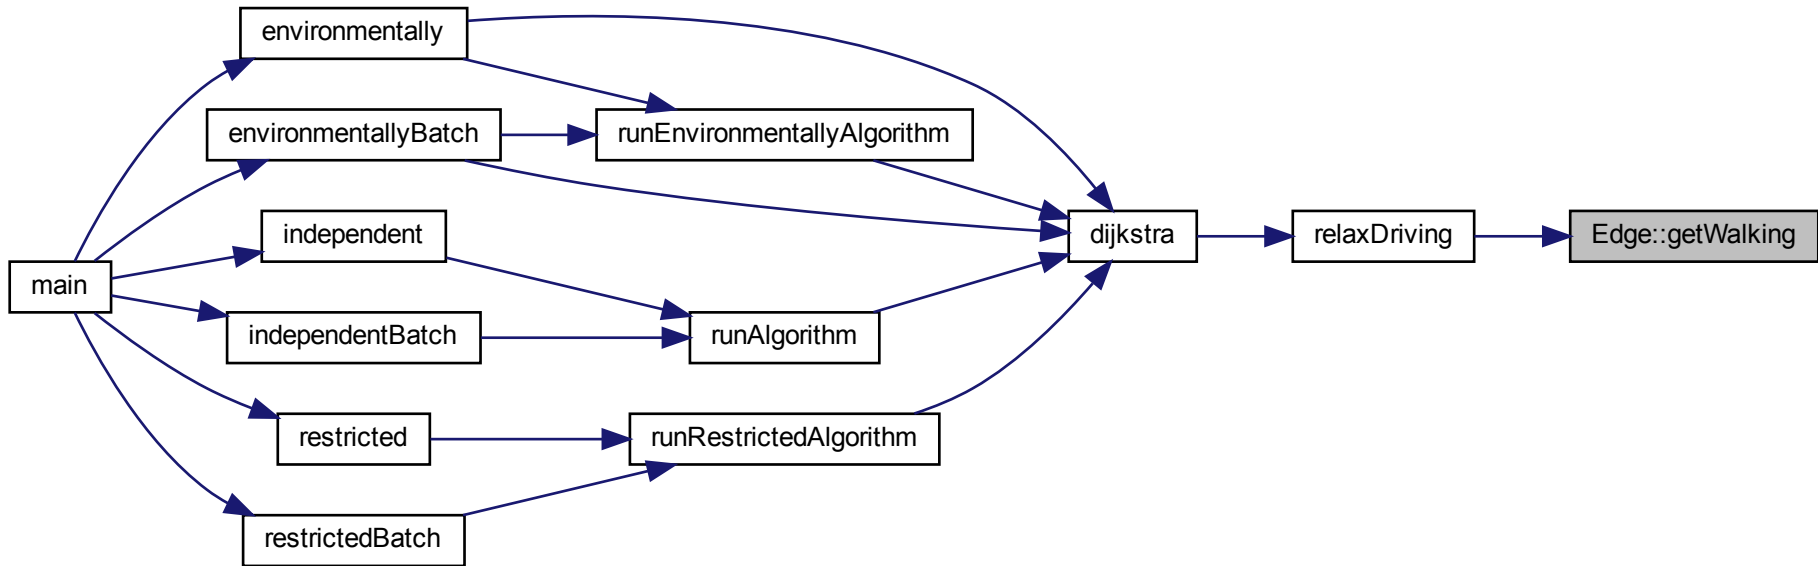 environmentally
environmentallyBatch
runEnvironmentallyAlgorithm
independent
dijkstra
relaxDriving
Edge::getWalking
main
independentBatch
runAlgorithm
restricted
runRestrictedAlgorithm
restrictedBatch